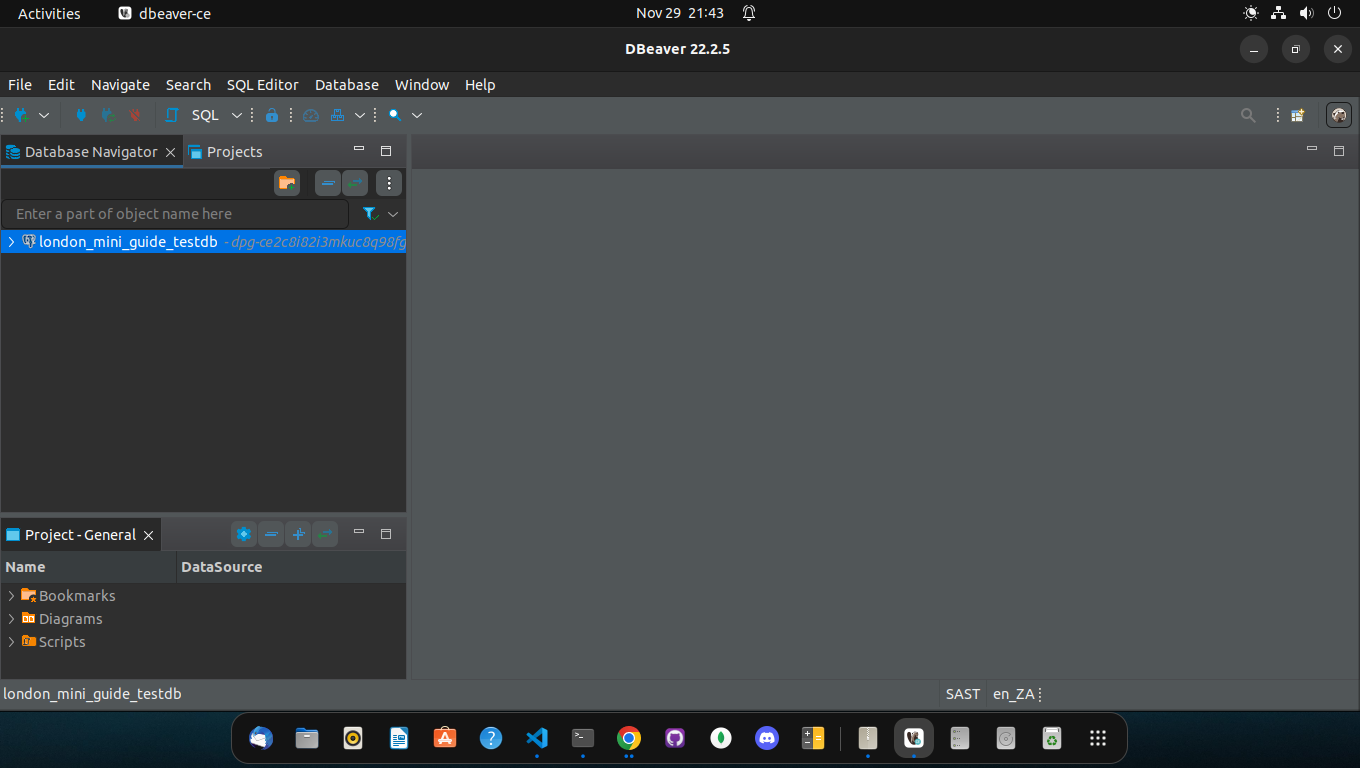 Activities dbeaver-ce Nov 29 21:43
DBeaver 22.2.5
File Edit Navigate Search SQL Editor Database Window Help
SQL
Database Navigator Projects
Enter a part of object name here
london_mini_guide_testdb - dpg-ce2c8i82i3mkuc8q98fg
Project - General
Name DataSource
Bookmarks
Diagrams
Scripts
london_mini_guide_testdb SAST en_ZA